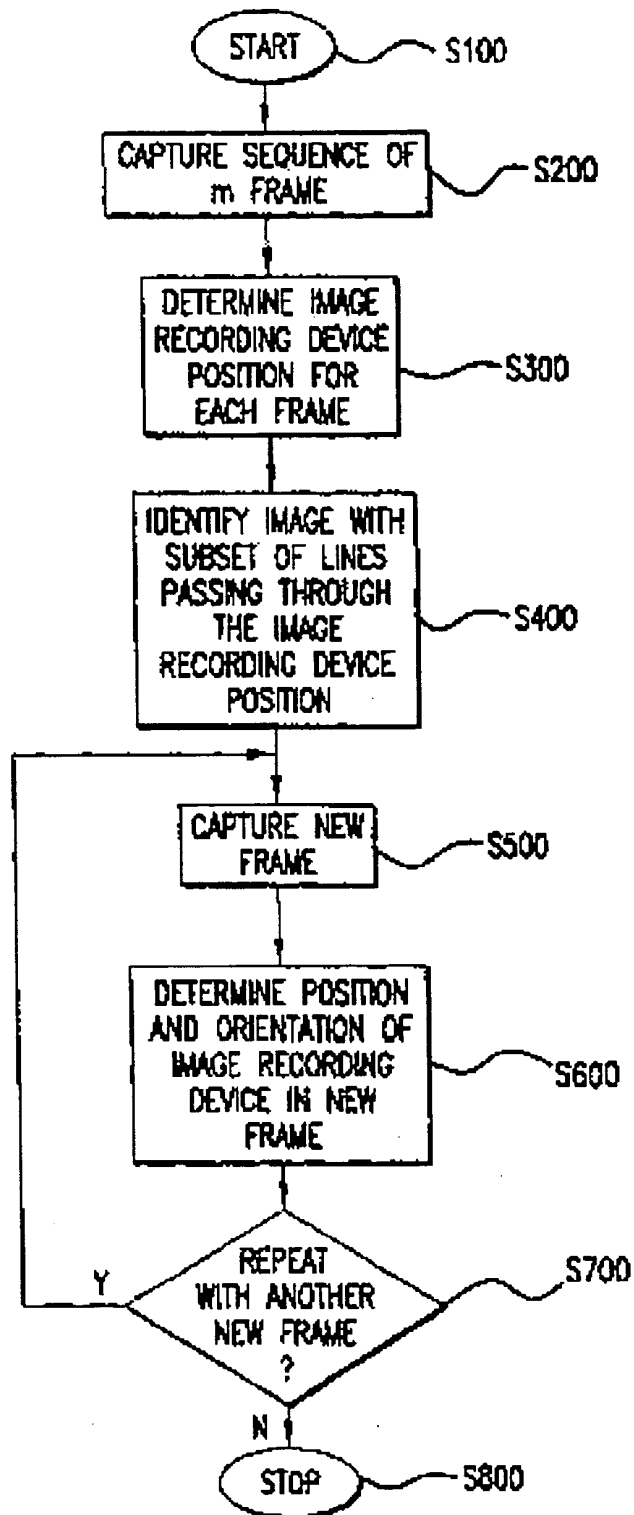 START
S100
CAPTURE SEQUENCE OF
m FRAME
S200
DETERMINE IMAGE
RECORDING DEVICE
POSITION FOR
EACH FRAME
S300
IDENTIFY IMAGE WITH
SUBSET OF LINES
PASSING THROUGH
THE IMAGE
RECORDING DEVICE
POSITION
S400
CAPTURE NEW
FRAME
S500
DETERMINE POSITION
AND ORIENTATION OF
IMAGE RECORDING
DEVICE IN NEW
FRAME
S600
REPEAT
WITH ANOTHER
NEW FRAME
?
S700
Y
N
STOP
S800